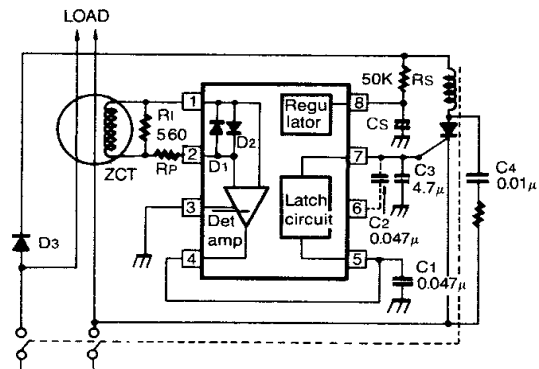 LOAD
50K
RS
1
8
Regu
lator
RI
560
D2
CS
2
D1
7
ZCT
RP
C3
4.7μ
C4
0.01μ
Latch
circuit
3
6
Det
amp
C2
0.047μ
D3
4
5
C1
0.047μ